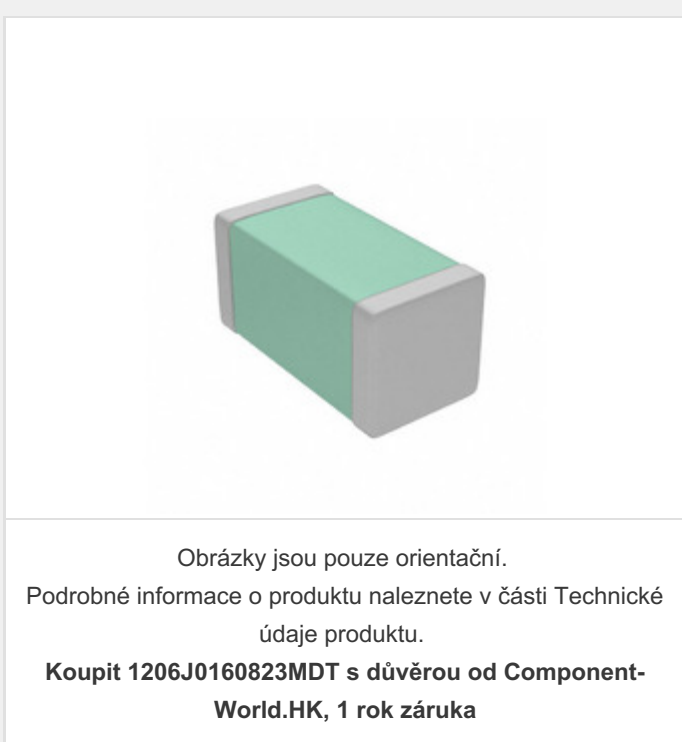 Obrázky jsou pouze orientační.
Podrobné informace o produktu naleznete v části Technické
údaje produktu.
Koupit 1206J0160823MDT s důvěrou od Component-
World.HK, 1 rok záruka